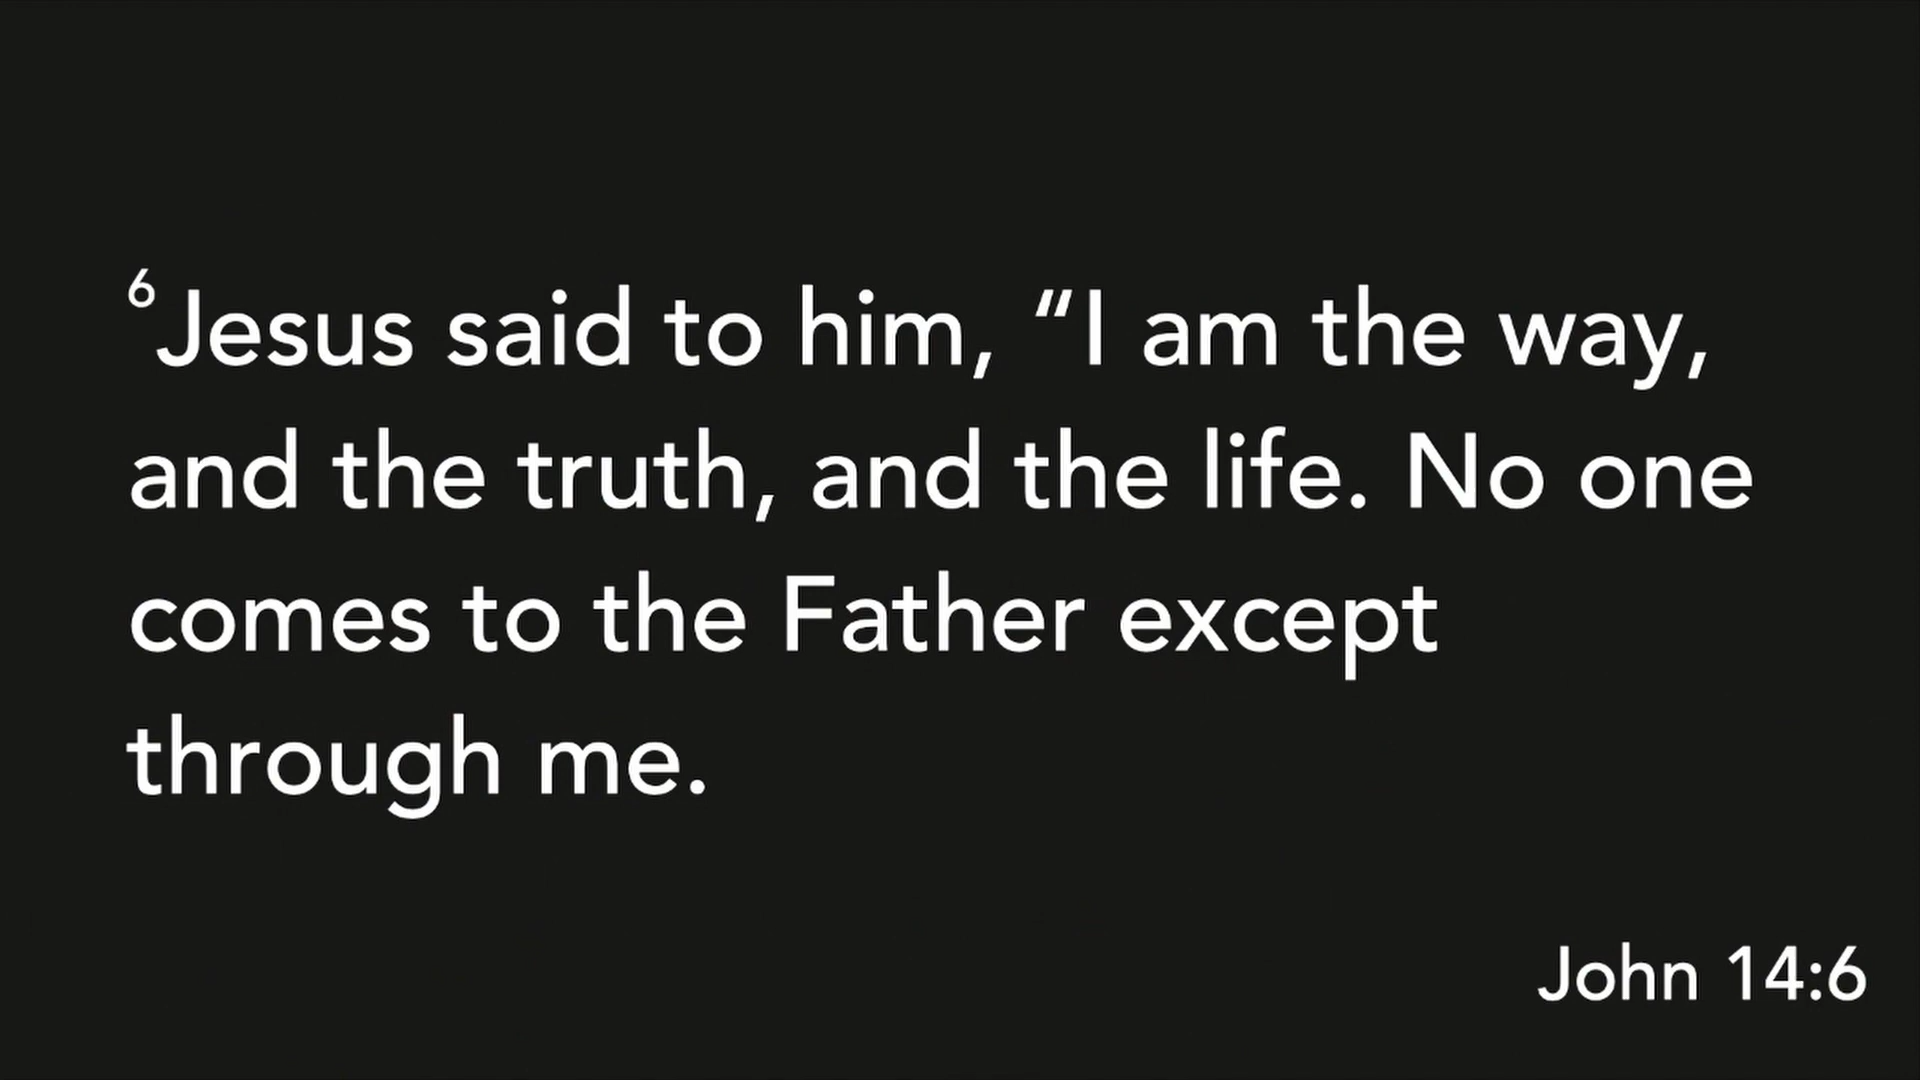 ⁶Jesus said to him, “I am the way,
and the truth, and the life. No one
comes to the Father except
through me.
John 14:6